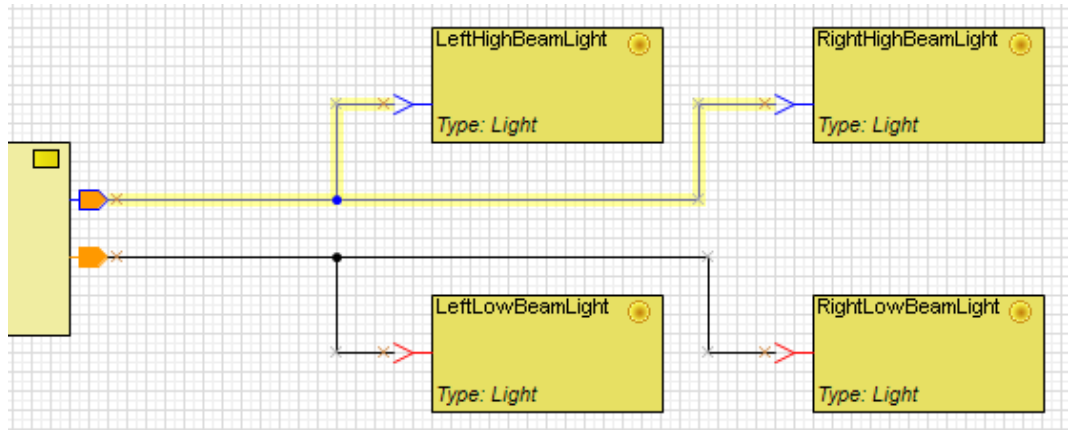 LeftHighBeamLight
Type: Light
RightHighBeamLight
Type: Light
LeftLowBeamLight
Type: Light
RightLowBeamLight
Type: Light